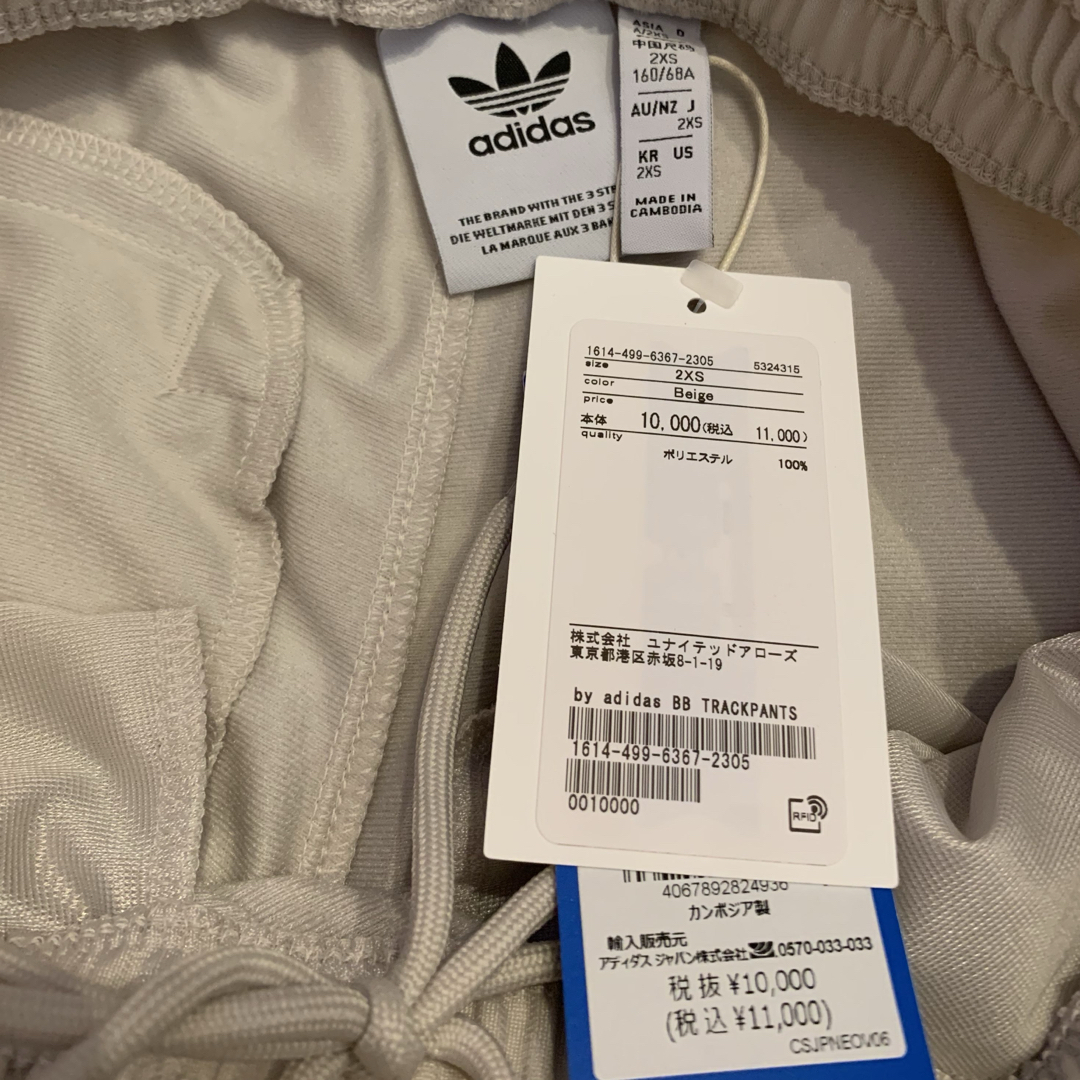 adidas
THE BRAND WITH THE 3
DIE WELTMARKE MIT DEN 3
LA MARQUE AUX 3
ASIA D
A/2XS
中国尺码
2XS
160/68A
AU/NZ J
2XS
KR US
2XS
MADE IN
CAMBODIA
1614-499-6367-2305 5324315
size 2XS
color Beige
price
本体 10,000(税込 11,000)
quality
ポリエステル 100%
株式会社 ユナイテッドアローズ
東京都港区赤坂8-1-19
by adidas BB TRACKPANTS
1614-499-6367-2305
0010000
RFID
4067892824936
カンボジア製
輸入販売元
アディダス ジャパン株式会社 0570-033-033
税抜 ¥10,000
(税込 ¥11,000)
CSJPNEOV06